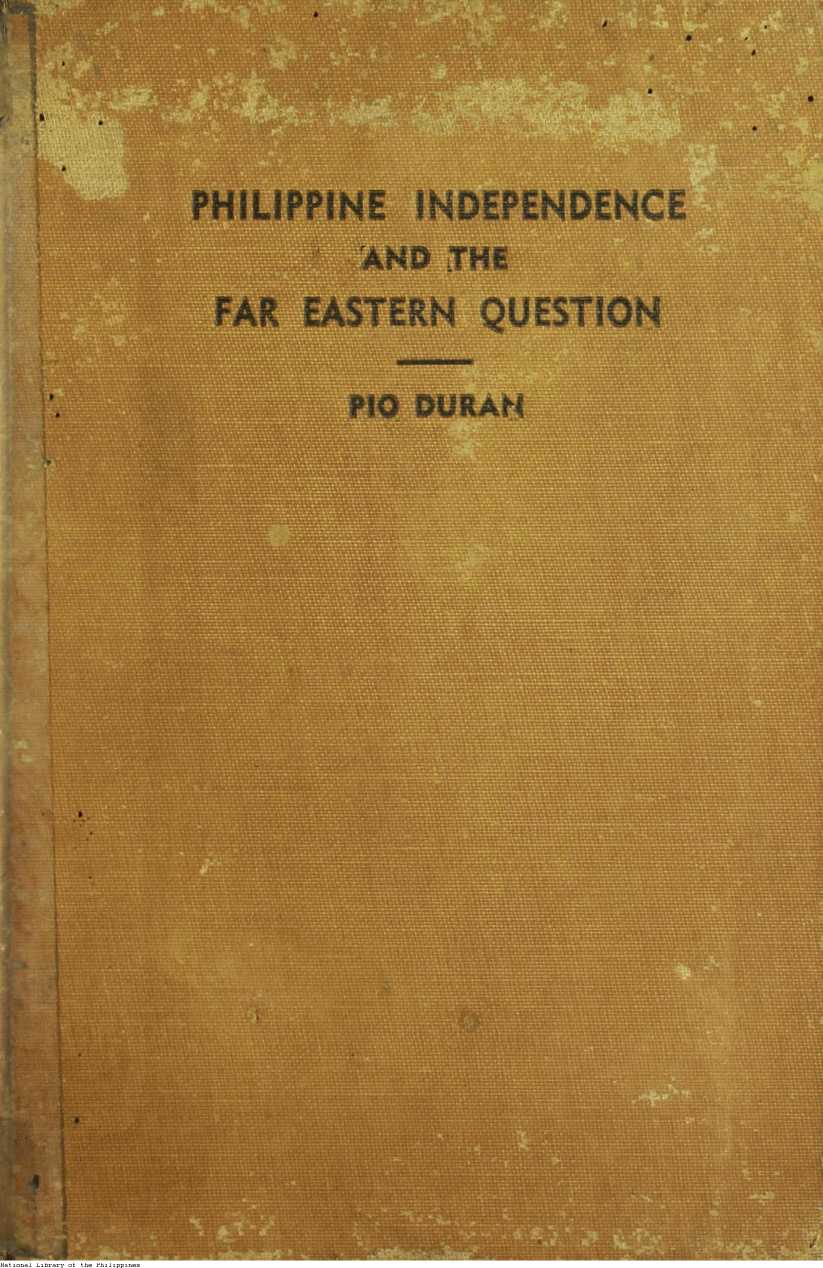 PHILIPPINE INDEPENDENCE
AND THE
FAR EASTERN QUESTION
PIO DURAN
National Library of the Philippines